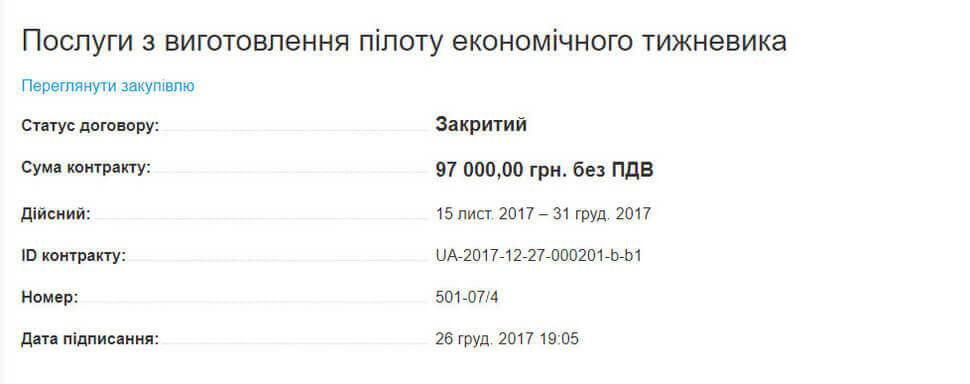 Послуги з виготовлення пілоту економічного тижневика
Переглянути закупівлю
Статус договору: Закритий
Сума контракту: 97 000,00 грн. без ПДВ
Дійсний: 15 лист. 2017 – 31 груд. 2017
ID контракту: UA-2017-12-27-000201-b-b1
Номер: 501-07/4
Дата підписання: 26 груд. 2017 19:05